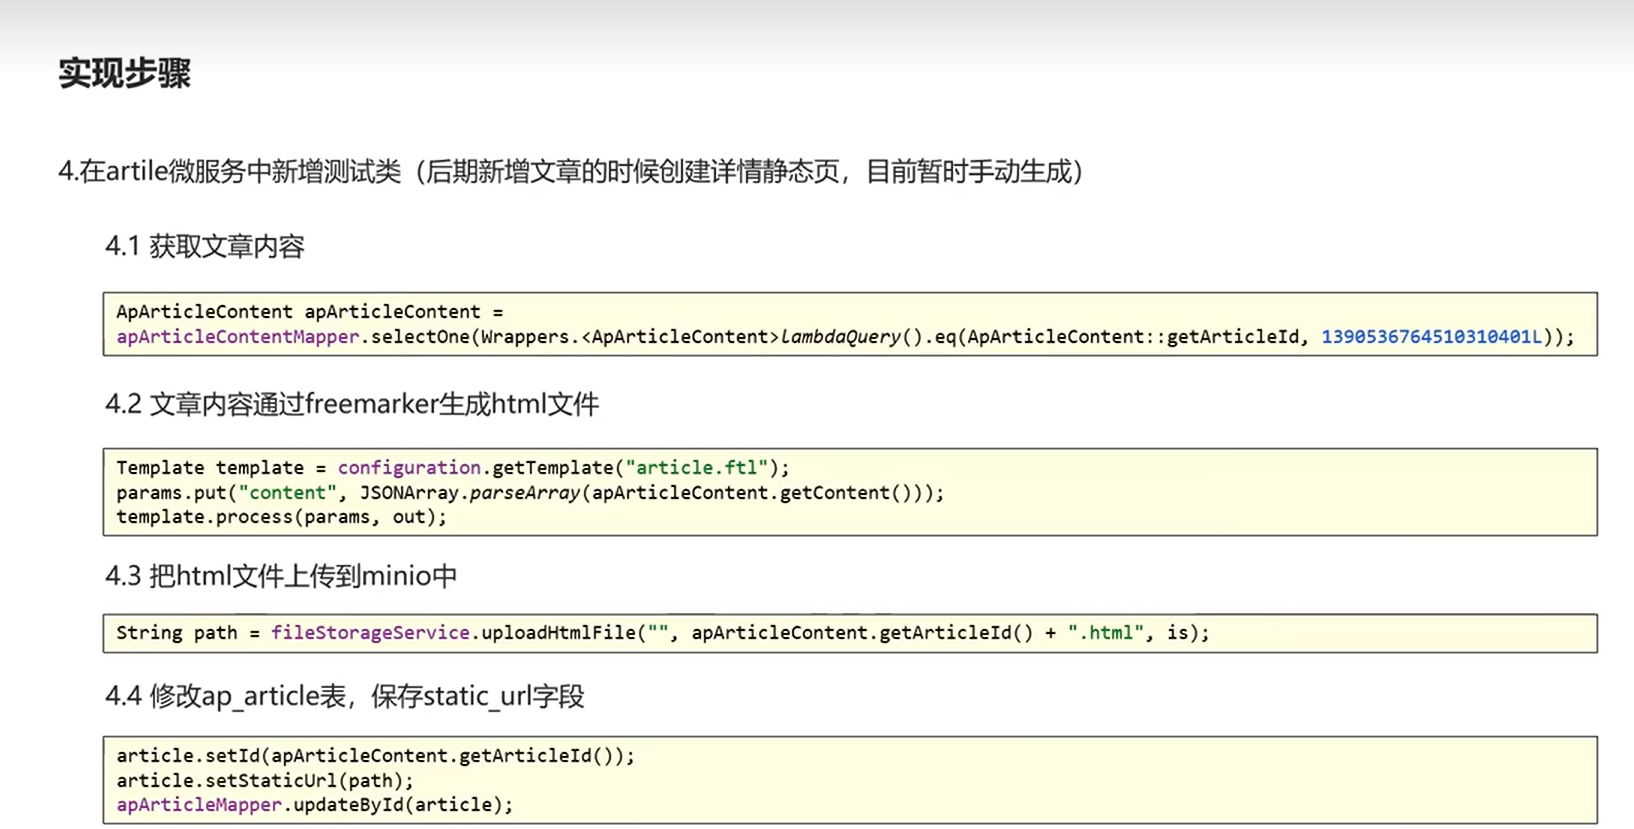 实现步骤
4.在artile微服务中新增测试类（后期新增文章的时候创建详情静态页，目前暂时手动生成）
4.1 获取文章内容
ApArticleContent apArticleContent =
apArticleContentMapper.selectOne(Wrappers.<ApArticleContent>lambdaQuery().eq(ApArticleContent::getArticleId, 1390536764510310401L));
4.2 文章内容通过freemarker生成html文件
Template template = configuration.getTemplate("article.ftl");
params.put("content", JSONArray.parseArray(apArticleContent.getContent()));
template.process(params, out);
4.3 把html文件上传到minio中
String path = fileStorageService.uploadHtmlFile("", apArticleContent.getArticleId() + ".html", is);
4.4 修改ap_article表，保存static_url字段
article.setId(apArticleContent.getArticleId());
article.setStaticUrl(path);
apArticleMapper.updateById(article);